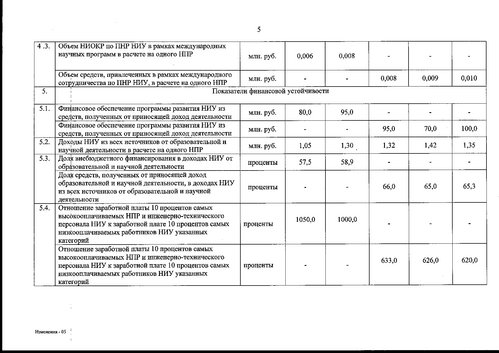 5
4.3. Объем НИОКР по ПНР НИУ в рамках международных
научных программ в расчете на одного НПР млн. руб. 0,006 0,008 - - -
Объем средств, привлеченных в рамках международного
сотрудничества по ПНР НИУ, в расчете на одного НПР млн. руб. - - 0,008 0,009 0,010
5. Показатели финансовой устойчивости
5.1. Финансовое обеспечение программы развития НИУ из
средств, полученных от приносящей доход деятельности млн. руб. 80,0 95,0 - - -
Финансовое обеспечение программы развития НИУ из
средств, полученных от приносящей доход деятельности млн. руб. - - 95,0 70,0 100,0
5.2. Доходы НИУ из всех источников от образовательной и
научной деятельности в расчете на одного НПР млн. руб. 1,05 1,30 1,32 1,42 1,35
5.3. Доля внебюджетного финансирования в доходах НИУ от
образовательной и научной деятельности проценты 57,5 58,9 - - -
Доля средств, полученных от приносящей доход
образовательной и научной деятельности, в доходах НИУ
из всех источников от образовательной и научной
деятельности проценты - - 66,0 65,0 65,3
5.4. Отношение заработной платы 10 процентов самых
высокооплачиваемых НПР и инженерно-технического
персонала НИУ к заработной плате 10 процентов самых
низкооплачиваемых работников НИУ указанных
категорий проценты 1050,0 1000,0 - - -
Отношение заработной платы 10 процентов самых
высокооплачиваемых НПР и инженерно-технического
персонала НИУ к заработной плате 10 процентов самых
низкооплачиваемых работников НИУ указанных
категорий проценты - - 633,0 626,0 620,0
Изменения - 05